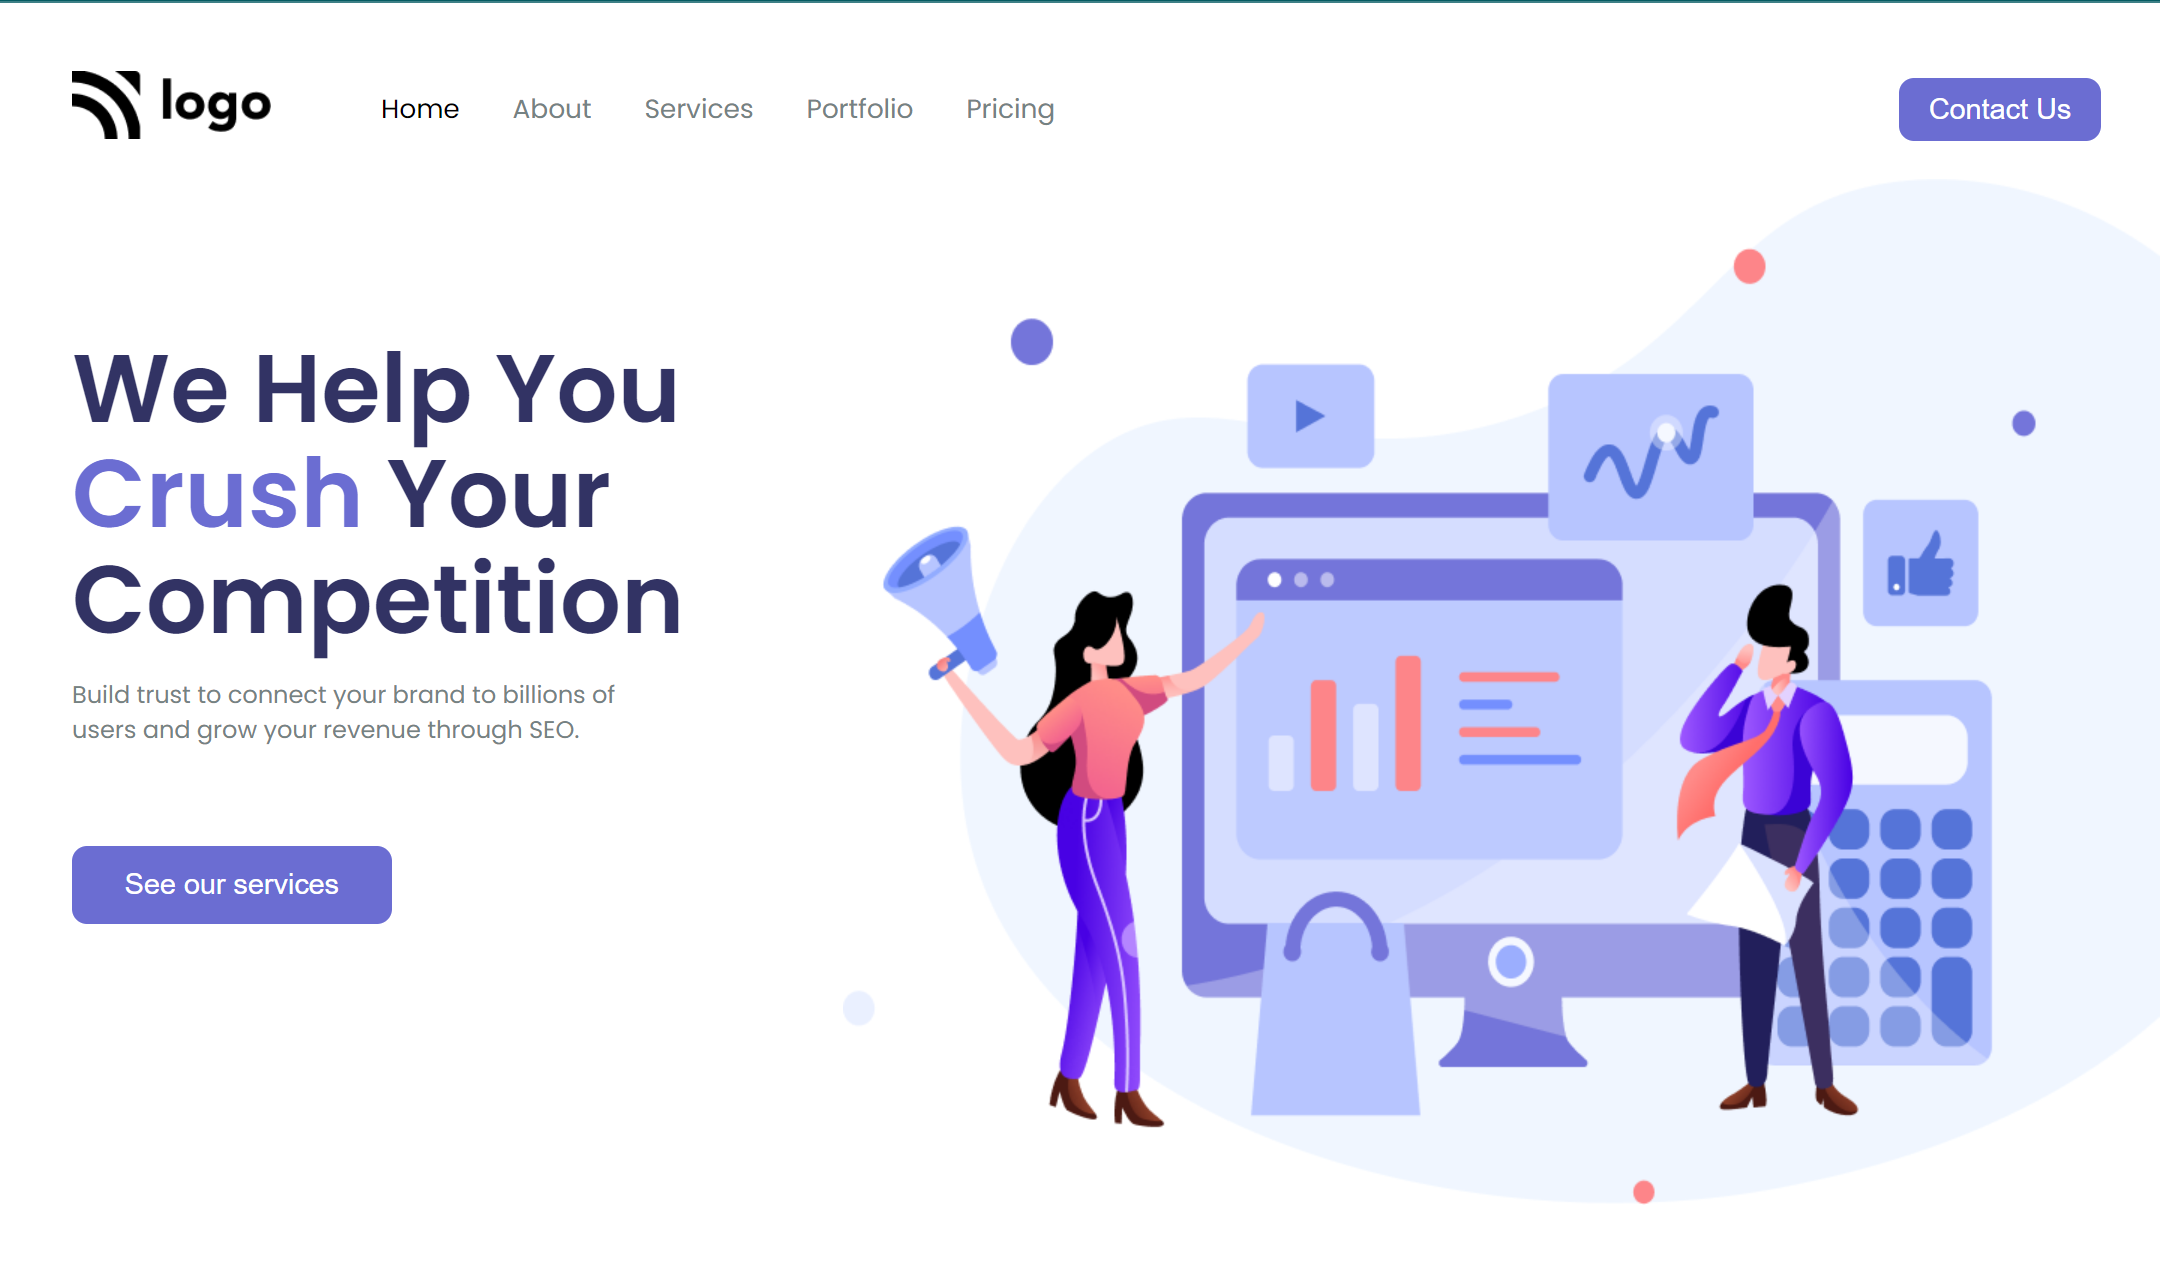 logo
Home About Services Portfolio Pricing
Contact Us
We Help You
Crush Your
Competition
Build trust to connect your brand to billions of
users and grow your revenue through SEO.
See our services